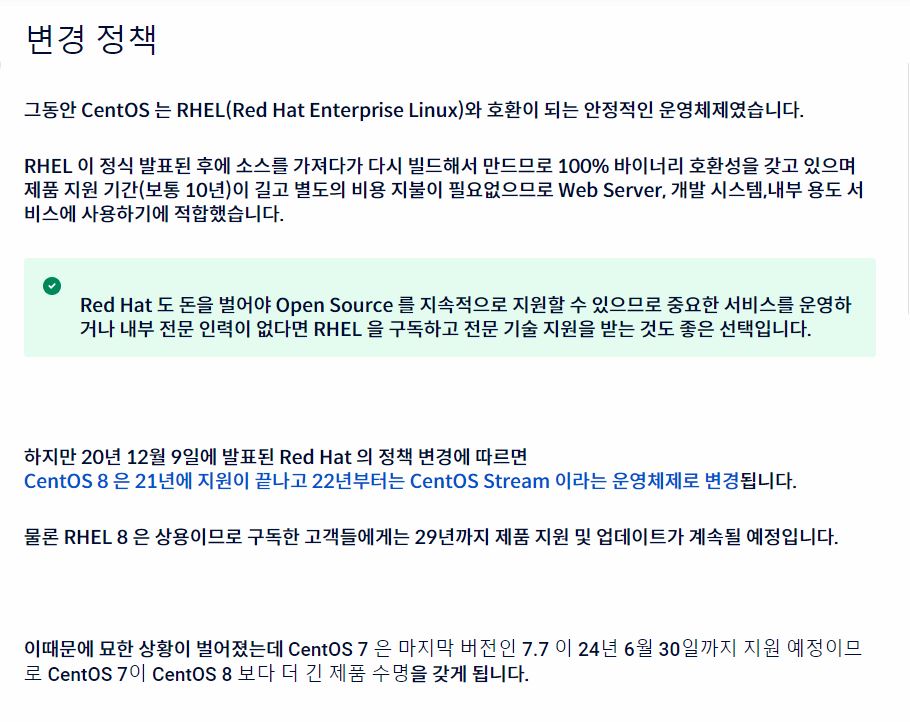 변경 정책
그동안 CentOS 는 RHEL(Red Hat Enterprise Linux)와 호환이 되는 안정적인 운영체제였습니다.
RHEL 이 정식 발표된 후에 소스를 가져다가 다시 빌드해서 만드므로 100% 바이너리 호환성을 갖고 있으며
제품 지원 기간(보통 10년)이 길고 별도의 비용 지불이 필요없으므로 Web Server, 개발 시스템,내부 용도 서
비스에 사용하기에 적합했습니다.
Red Hat 도 돈을 벌어야 Open Source 를 지속적으로 지원할 수 있으므로 중요한 서비스를 운영하
거나 내부 전문 인력이 없다면 RHEL 을 구독하고 전문 기술 지원을 받는 것도 좋은 선택입니다.
하지만 20년 12월 9일에 발표된 Red Hat 의 정책 변경에 따르면
CentOS 8 은 21년에 지원이 끝나고 22년부터는 CentOS Stream 이라는 운영체제로 변경됩니다.
물론 RHEL 8 은 상용이므로 구독한 고객들에게는 29년까지 제품 지원 및 업데이트가 계속될 예정입니다.
이때문에 묘한 상황이 벌어졌는데 CentOS 7 은 마지막 버전인 7.7 이 24년 6월 30일까지 지원 예정이므
로 CentOS 7이 CentOS 8 보다 더 긴 제품 수명을 갖게 됩니다.